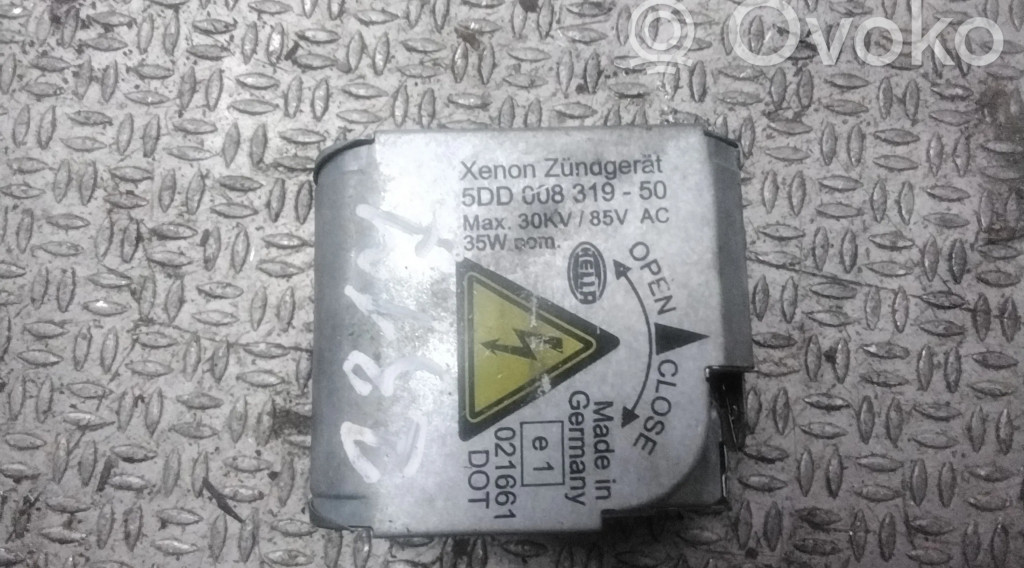 Ovoko
Xenon Zündgerät
5DD 008 319 - 50
Max. 30KV / 85V AC
35W nom.
HELLA
OPEN
CLOSE
Made in
Germany
e 1
021661
DOT